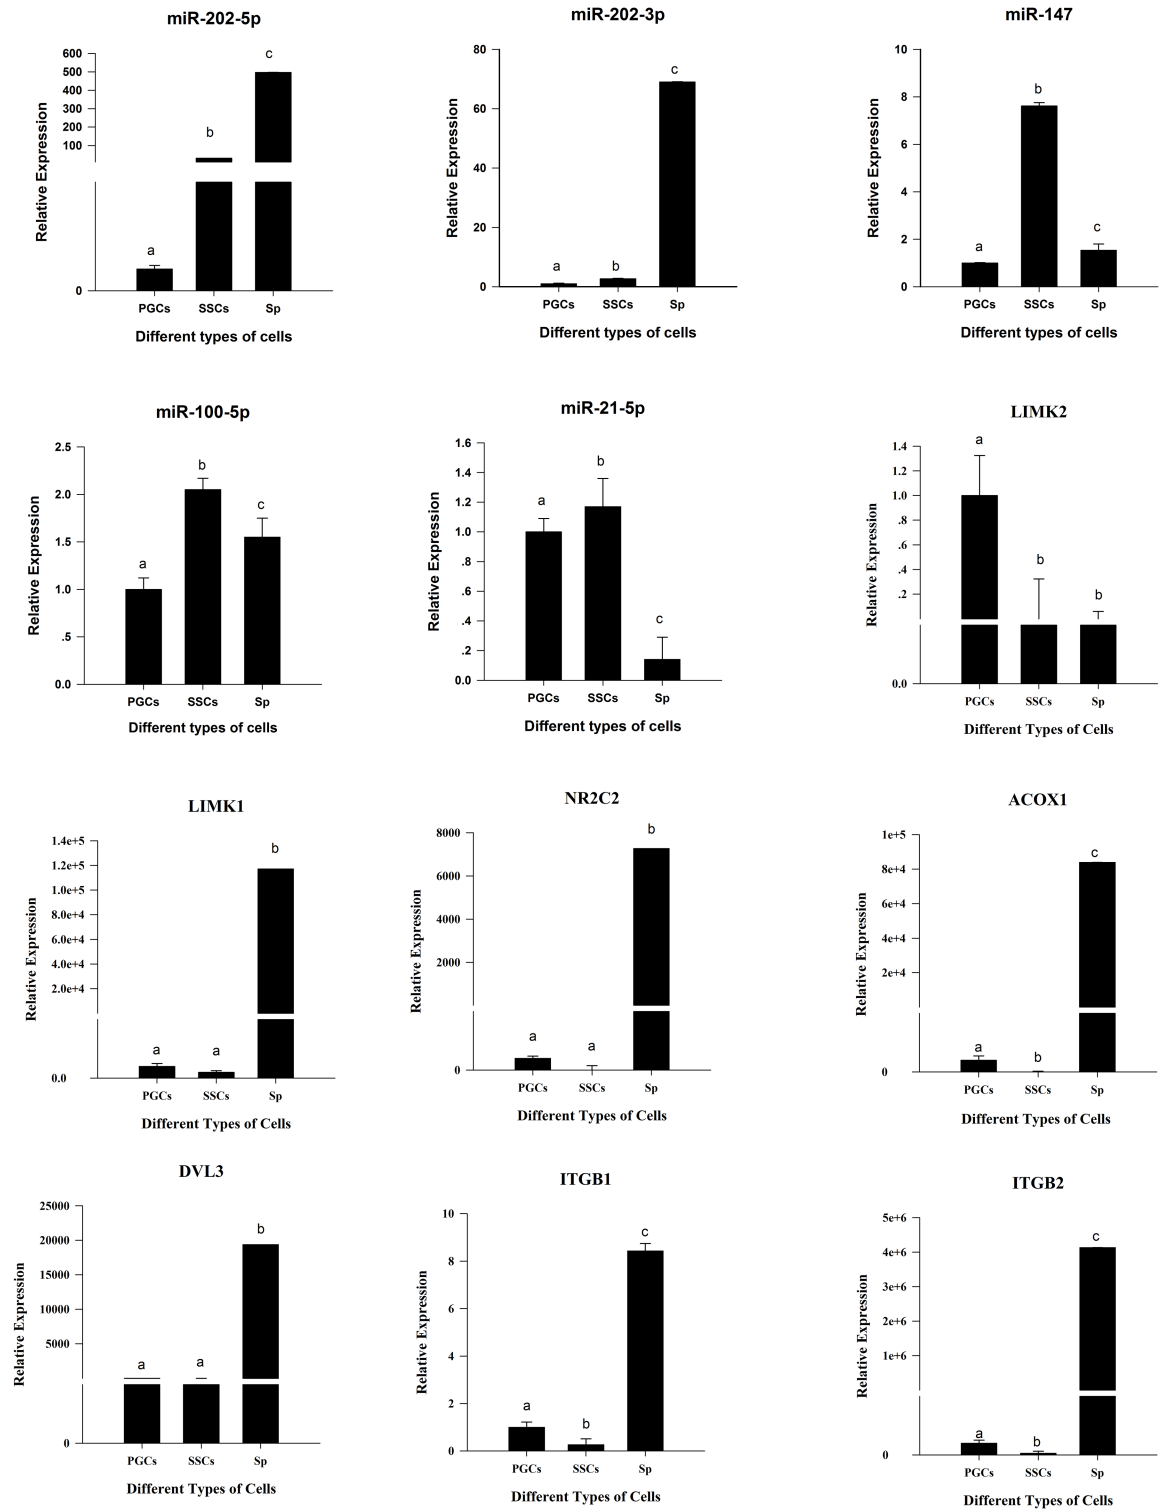 miR-202-5p
600
500
400
300
200
100
0
Relative Expression
a
b
c
PGCs SSCs Sp
Different types of cells
miR-202-3p
80
60
40
20
0
Relative Expression
a
b
c
PGCs SSCs Sp
Different types of cells
miR-147
10
8
6
4
2
0
Relative Expression
a
b
c
PGCs SSCs Sp
Different types of cells
miR-100-5p
2.5
2.0
1.5
1.0
.5
0.0
Relative Expression
a
b
c
PGCs SSCs Sp
Different types of cells
miR-21-5p
1.6
1.4
1.2
1.0
.8
.6
.4
.2
0.0
Relative Expression
a
b
c
PGCs SSCs Sp
Different types of cells
LIMK2
1.4
1.2
1.0
.8
.6
.4
.2
0.0
Relative Expression
a
b
b
PGCs SSCs Sp
Different Types of Cells
LIMK1
1.4e+5
1.2e+5
1.0e+5
8.0e+4
6.0e+4
4.0e+4
2.0e+4
0.0
Relative Expression
a
a
b
PGCs SSCs Sp
Different Types of Cells
NR2C2
8000
6000
4000
2000
0
Relative Expression
a
a
b
PGCs SSCs Sp
Different Types of Cells
ACOX1
1e+5
8e+4
6e+4
4e+4
2e+4
0
Relative Expression
a
b
c
PGCs SSCs Sp
Different Types of Cells
DVL3
25000
20000
15000
10000
5000
0
Relative Expression
a
a
b
PGCs SSCs Sp
Different Types of Cells
ITGB1
10
8
6
4
2
0
Relative Expression
a
b
c
PGCs SSCs Sp
Different Types of Cells
ITGB2
5e+6
4e+6
3e+6
2e+6
1e+6
0
Relative Expression
a
b
c
PGCs SSCs Sp
Different Types of Cells